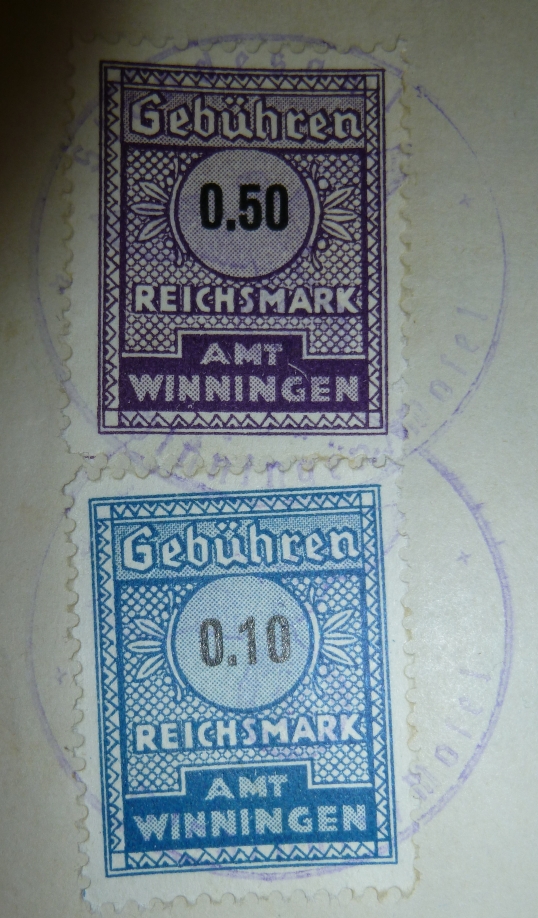 Gebühren
0.50
REICHSMARK
AMT
WINNINGEN
Gebühren
0.10
REICHSMARK
AMT
WINNINGEN